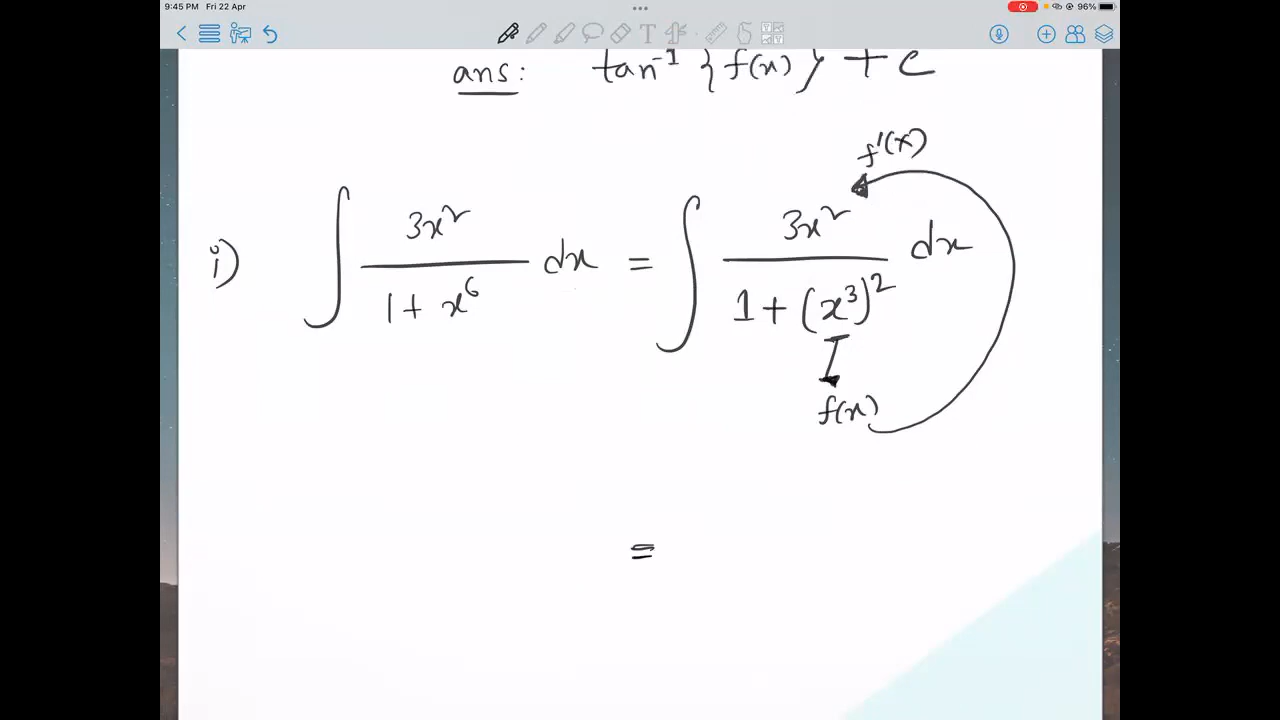 9:45 PM Fri 22 Apr 96%
ans: tan⁻¹ {f(x)} + c
f'(x)
i) ∫ 3x² / (1 + x⁶) dx = ∫ 3x² / (1 + (x³)²) dx
f(x)
=